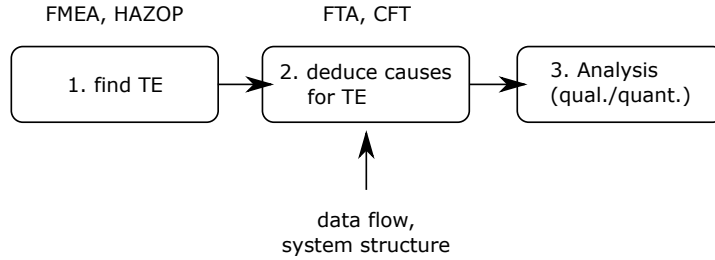 FMEA, HAZOP
FTA, CFT
1. find TE
2. deduce causes
for TE
3. Analysis
(qual./quant.)
data flow,
system structure